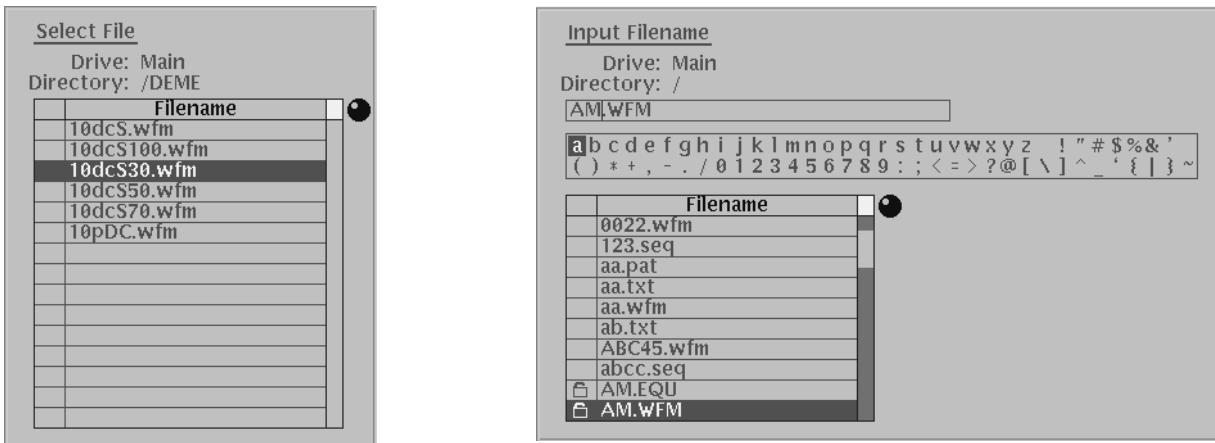 Select File
Drive: Main
Directory: /DEME
Filename
10dcS.wfm
10dcS100.wfm
10dcS30.wfm
10dcS50.wfm
10dcS70.wfm
10pDC.wfm
Input Filename
Drive: Main
Directory: /
AM.WFM
a b c d e f g h i j k l m n o p q r s t u v w x y z ! " # $ % & '
( ) * + , - . / 0 1 2 3 4 5 6 7 8 9 : ; < = > ? @ [ \ ] ^ _ ‘ { | } ~
Filename
0022.wfm
123.seq
aa.pat
aa.txt
aa.wfm
ab.txt
ABC45.wfm
abcc.seq
AM.EQU
AM.WFM